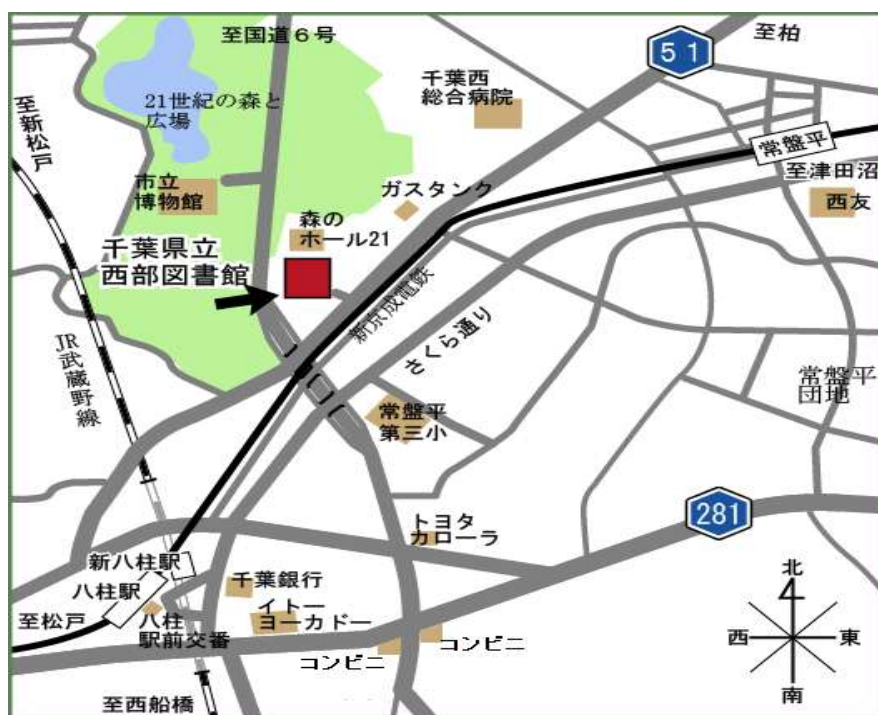 至国道6号
51
至柏
千葉西
総合病院
21世紀の森と
広場
至新松戸
常盤平
至津田沼
市立
博物館
ガスタンク
西友
森の
ホール21
千葉県立
西部図書館
新京成電鉄
さくら通り
JR武蔵野線
常盤平
団地
常盤平
第三小
281
トヨタ
カローラ
新八柱駅
八柱駅
千葉銀行
北
至松戸
八柱
駅前交番
イトー
ヨーカドー
西
東
コンビニ
コンビニ
南
至西船橋